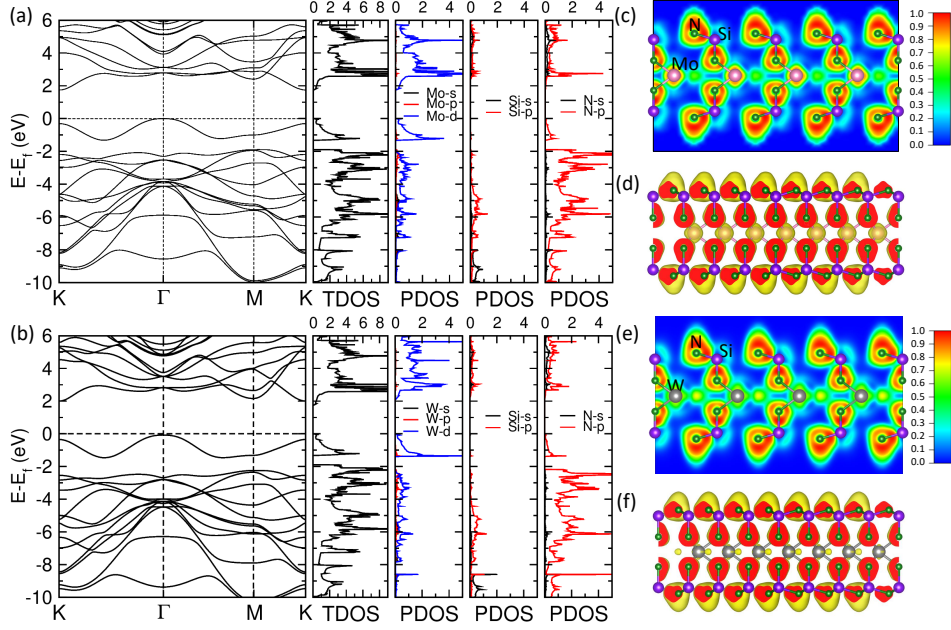 (a)
E-E_f (eV)
6
4
2
0
-2
-4
-6
-8
-10
K Γ M K
0 2 4 6 8
TDOS
0 2 4
Mo-s
Mo-p
Mo-d
PDOS
0 2 4
Si-s
Si-p
PDOS
0 2 4
N-s
N-p
PDOS
(b)
E-E_f (eV)
6
4
2
0
-2
-4
-6
-8
-10
K Γ M K
0 2 4 6 8
TDOS
0 2 4
W-s
W-p
W-d
PDOS
0 2 4
Si-s
Si-p
PDOS
0 2 4
N-s
N-p
PDOS
(c)
N
Si
Mo
1.0
0.9
0.8
0.7
0.6
0.5
0.4
0.3
0.2
0.1
0.0
(d)
(e)
N
Si
W
1.0
0.9
0.8
0.7
0.6
0.5
0.4
0.3
0.2
0.1
0.0
(f)